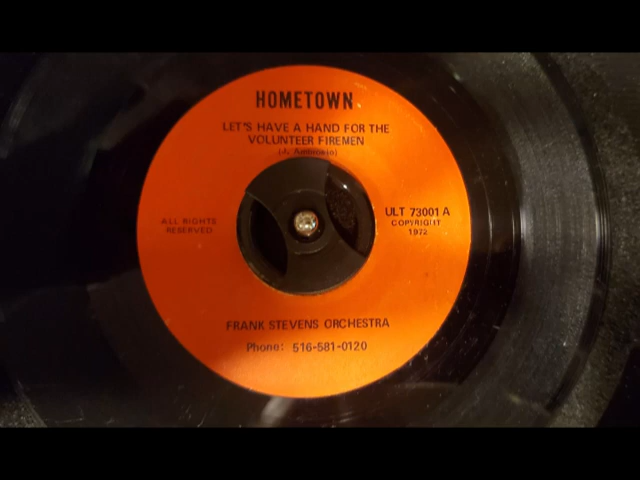 HOMETOWN
LET'S HAVE A HAND FOR THE
VOLUNTEER FIREMEN
(J.
ALL RIGHTS
RESERVED
ULT 73001 A
COPYRIGHT
1972
FRANK STEVENS ORCHESTRA
Phone: 516-581-0120